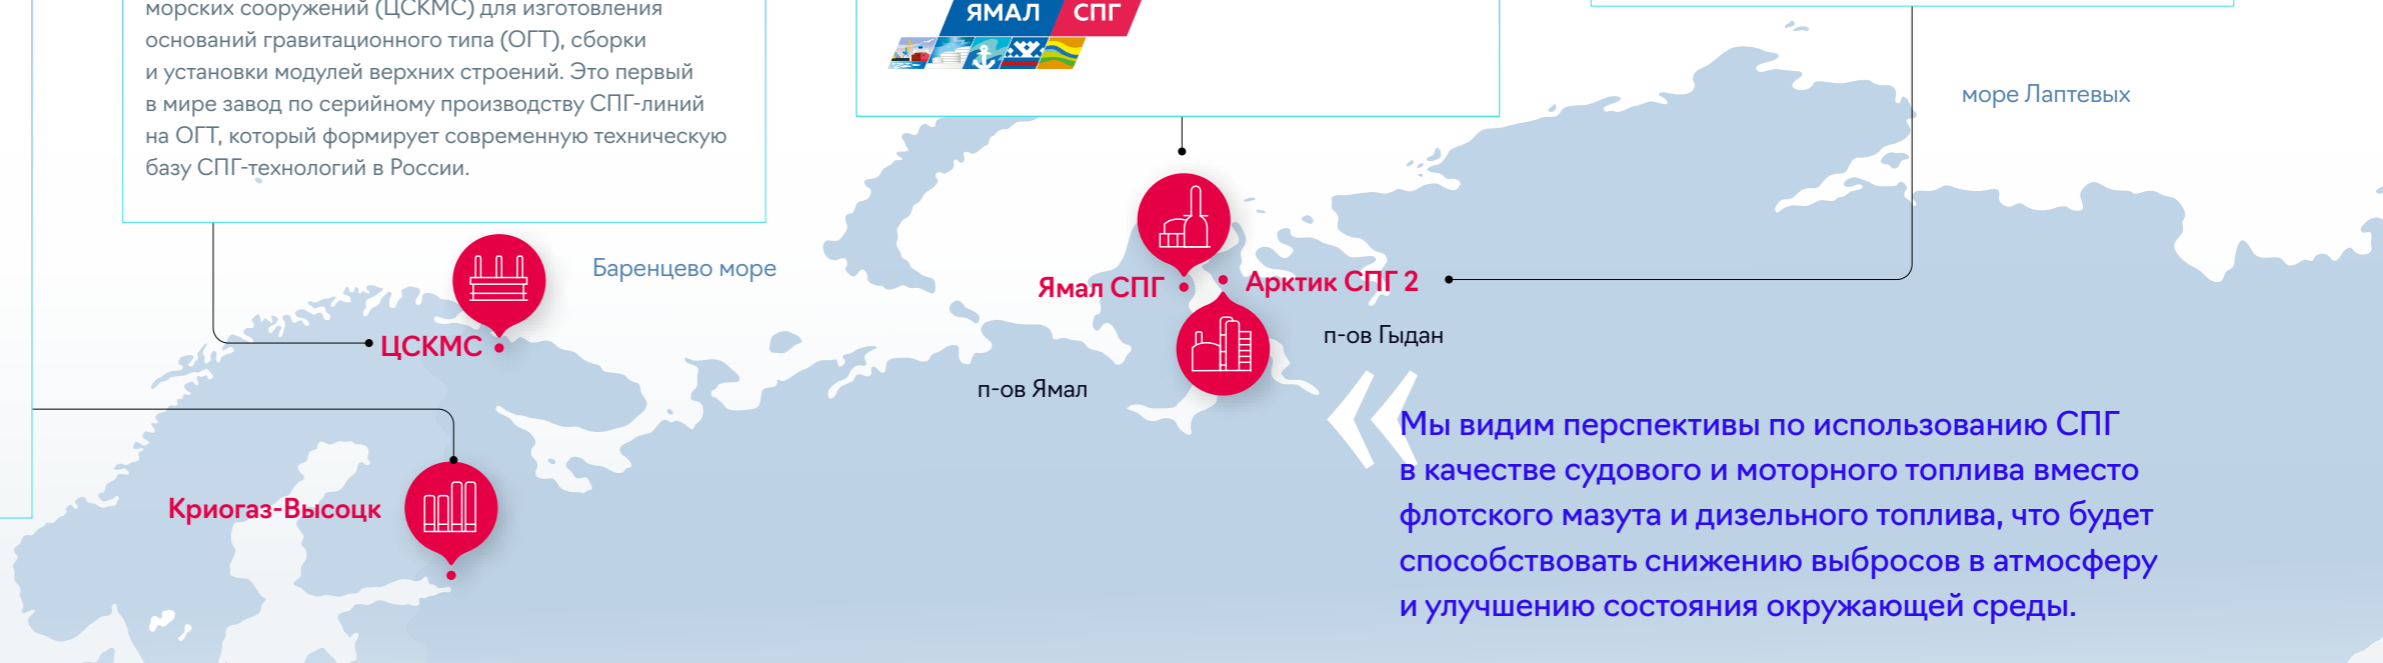 морских сооружений (ЦСКМС) для изготовления
оснований гравитационного типа (ОГТ), сборки
и установки модулей верхних строений. Это первый
в мире завод по серийному производству СПГ-линий
на ОГТ, который формирует современную техническую
базу СПГ-технологий в России.
ЯМАЛ СПГ
море Лаптевых
Баренцево море
Ямал СПГ
Арктик СПГ 2
ЦСКМС
п-ов Гыдан
п-ов Ямал
Криогаз-Высоцк
«Мы видим перспективы по использованию СПГ
в качестве судового и моторного топлива вместо
флотского мазута и дизельного топлива, что будет
способствовать снижению выбросов в атмосферу
и улучшению состояния окружающей среды.